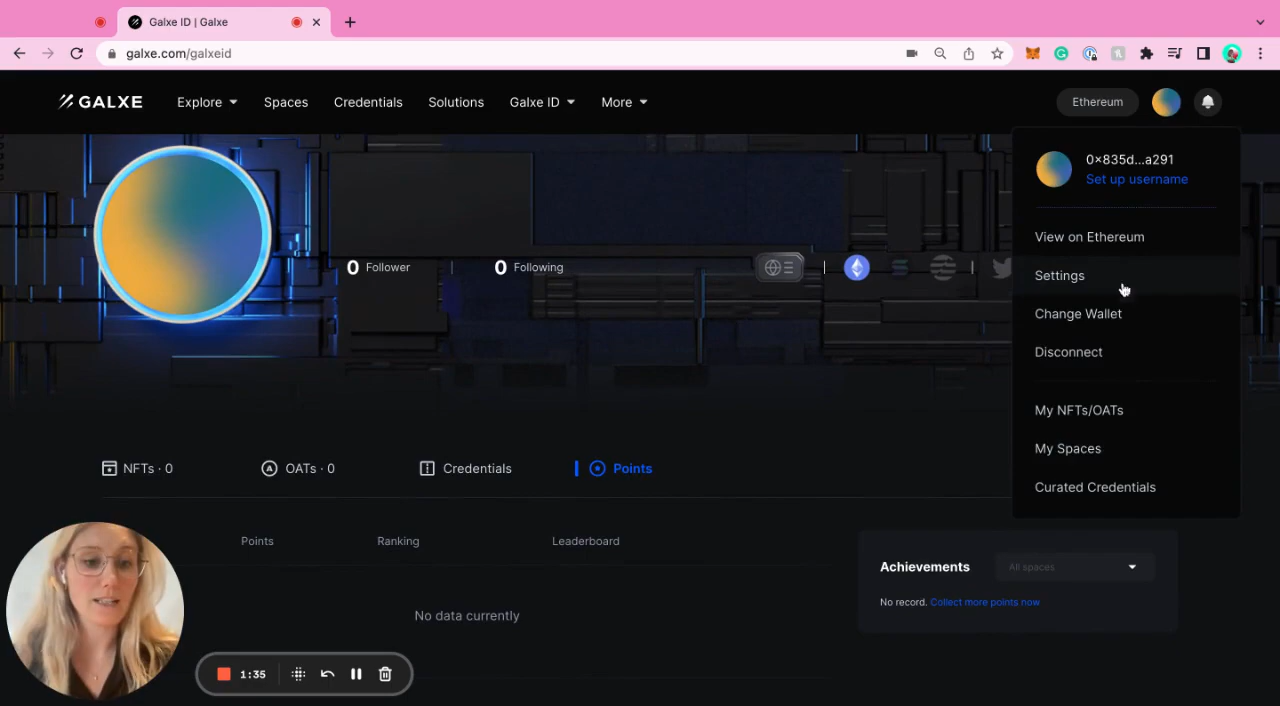 Galxe ID | Galxe
galxe.com/galxeid
GALXE Explore Spaces Credentials Solutions Galxe ID More Ethereum
0×835d...a291
Set up username
View on Ethereum
Settings
Change Wallet
Disconnect
My NFTs/OATs
My Spaces
Curated Credentials
0 Follower | 0 Following
NFTs · 0 OATs · 0 Credentials Points
Points Ranking Leaderboard
No data currently
Achievements All spaces
No record. Collect more points now
1:35